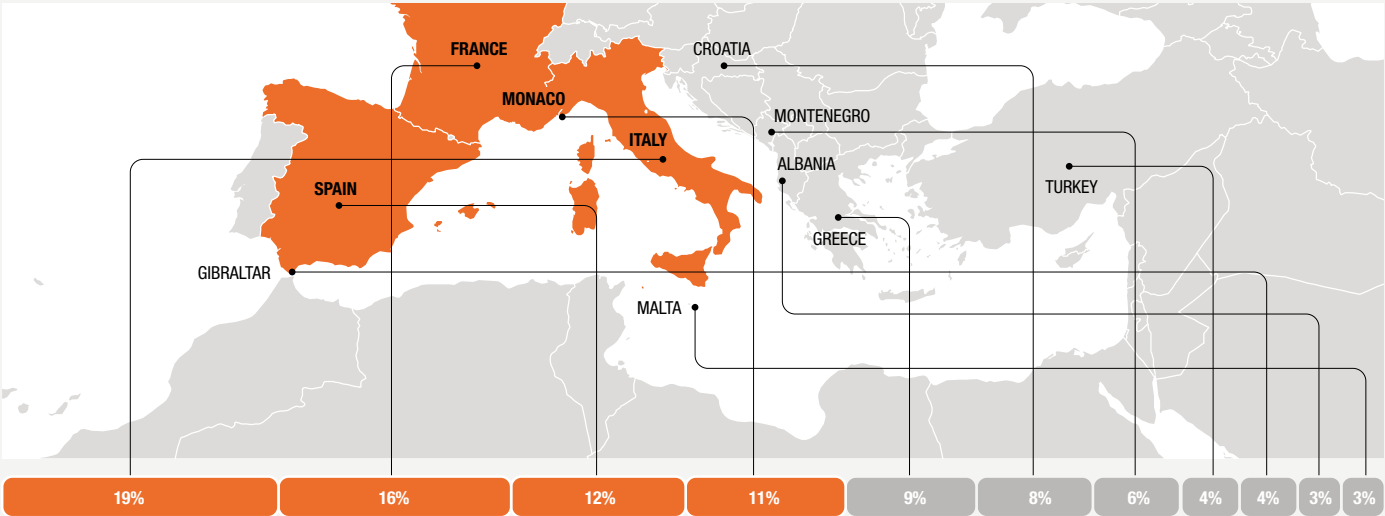 FRANCE
CROATIA
MONACO
MONTENEGRO
ITALY
ALBANIA
SPAIN
TURKEY
GREECE
GIBRALTAR
MALTA
19%
16%
12%
11%
9%
8%
6%
4%
4%
3%
3%